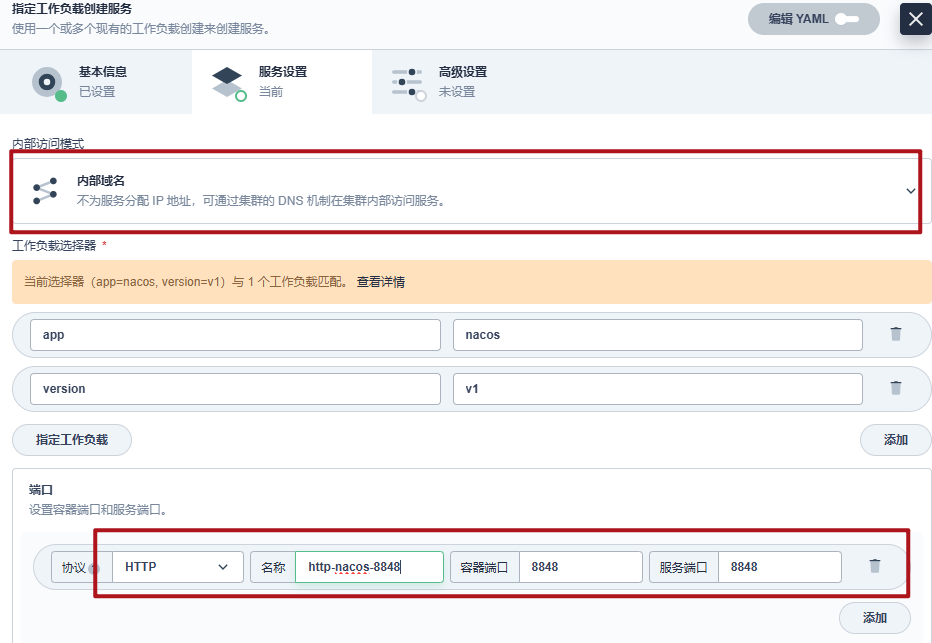 指定工作负载创建服务
使用一个或多个现有的工作负载创建来创建服务。
编辑 YAML
基本信息
已设置
服务设置
当前
高级设置
未设置
内部访问模式
内部域名
不为服务分配 IP 地址，可通过集群的 DNS 机制在集群内部访问服务。
工作负载选择器 *
当前选择器（app=nacos, version=v1）与 1 个工作负载匹配。 查看详情
app nacos
version v1
指定工作负载 添加
端口
设置容器端口和服务端口。
协议 HTTP 名称 http-nacos-8848 容器端口 8848 服务端口 8848
添加